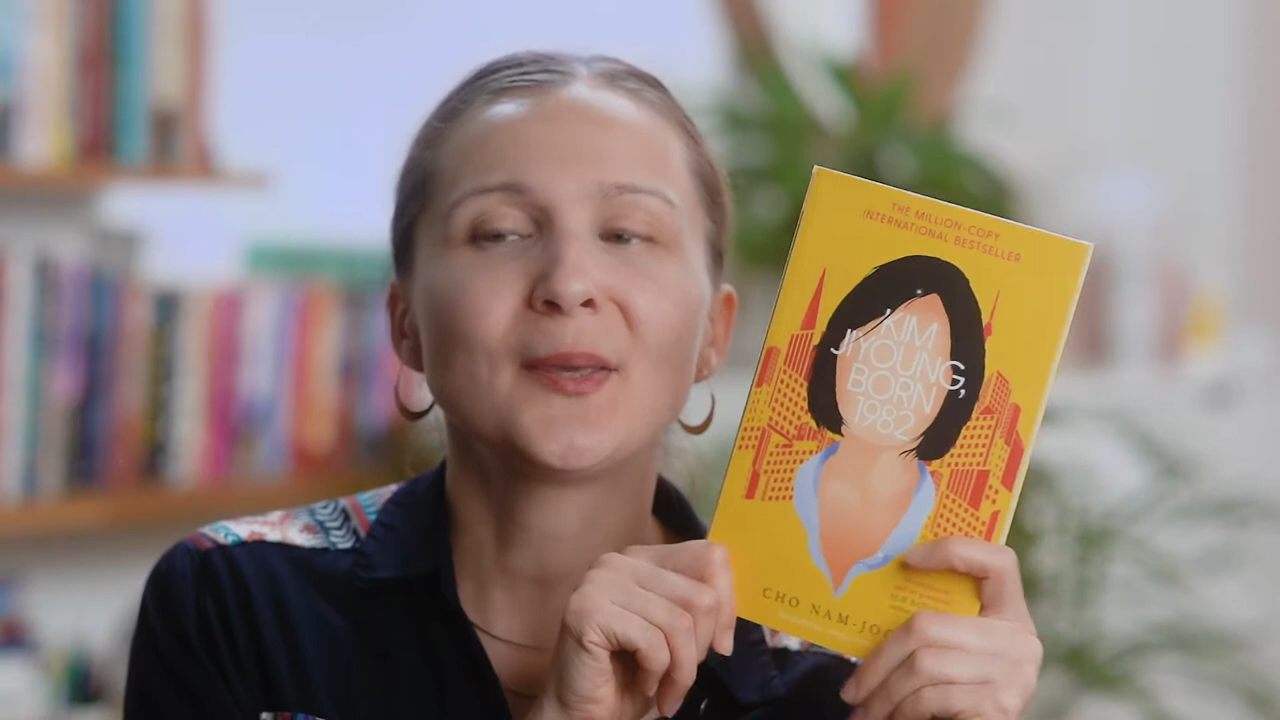 THE MILLION-COPY
INTERNATIONAL BESTSELLER
KIM
JIYOUNG,
BORN
1982
CHO NAM-JOO